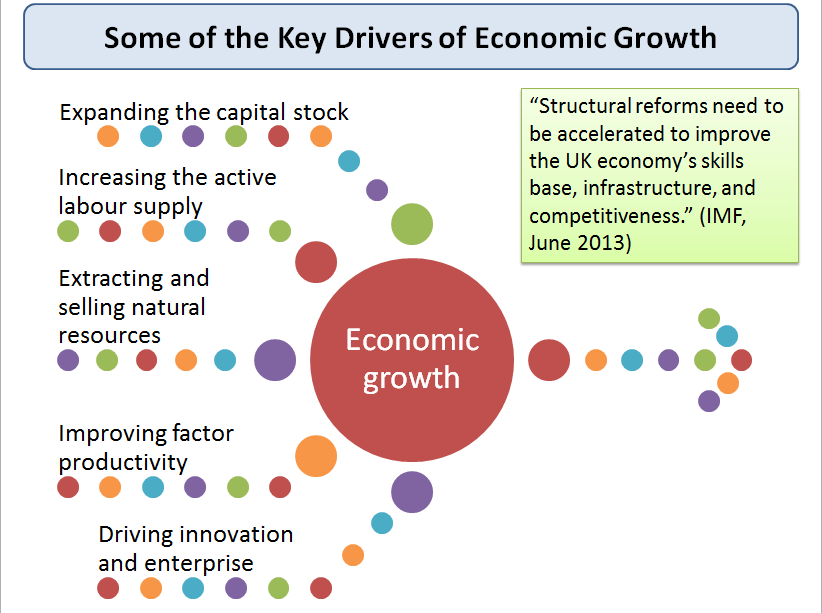 Some of the Key Drivers of Economic Growth
Expanding the capital stock
Increasing the active
labour supply
Extracting and
selling natural
resources
Improving factor
productivity
Driving innovation
and enterprise
Economic
growth
“Structural reforms need to
be accelerated to improve
the UK economy’s skills
base, infrastructure, and
competitiveness.” (IMF,
June 2013)